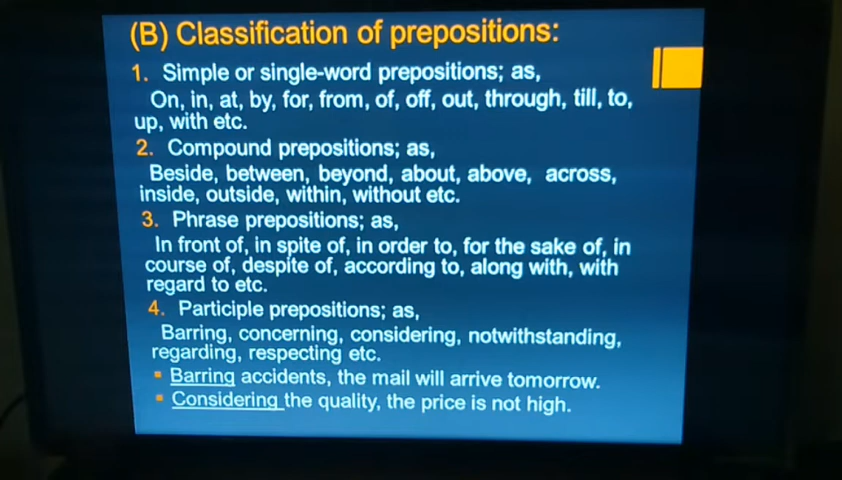 (B) Classification of prepositions:
1. Simple or single-word prepositions; as,
On, in, at, by, for, from, of, off, out, through, till, to,
up, with etc.
2. Compound prepositions; as,
Beside, between, beyond, about, above, across,
inside, outside, within, without etc.
3. Phrase prepositions; as,
In front of, in spite of, in order to, for the sake of, in
course of, despite of, according to, along with, with
regard to etc.
4. Participle prepositions; as,
Barring, concerning, considering, notwithstanding,
regarding, respecting etc.
▪ Barring accidents, the mail will arrive tomorrow.
▪ Considering the quality, the price is not high.